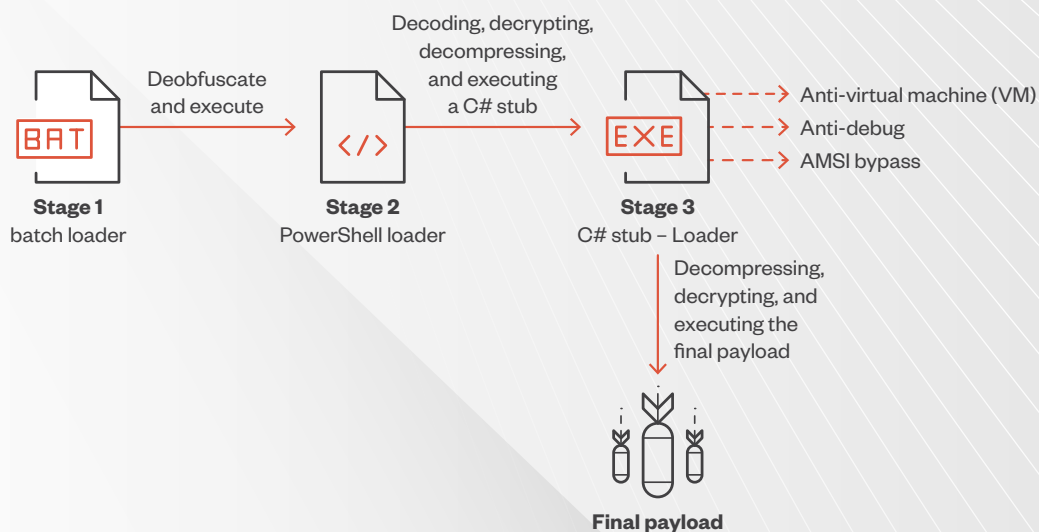 Decoding, decrypting,
decompressing,
and executing
a C# stub
Deobfuscate
and execute
BAT
</>
EXE
Anti-virtual machine (VM)
Anti-debug
AMSI bypass
Stage 1
batch loader
Stage 2
PowerShell loader
Stage 3
C# stub – Loader
Decompressing,
decrypting, and
executing the
final payload
Final payload